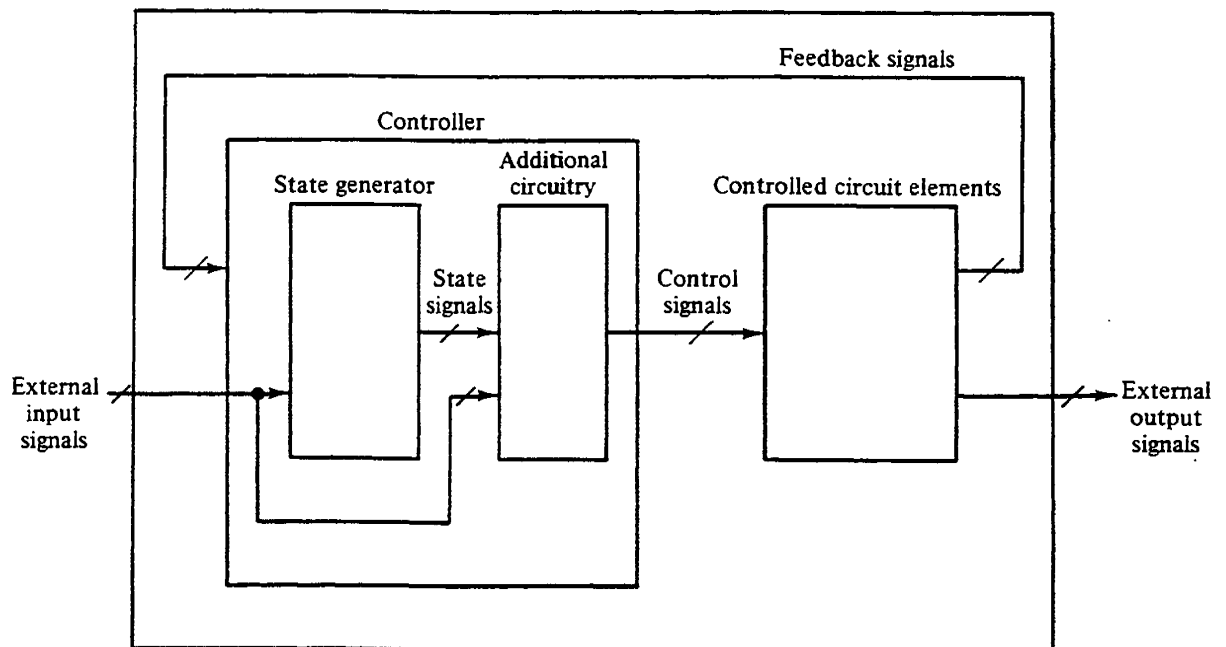 Feedback signals
Controller
Additional
circuitry
State generator
Controlled circuit elements
State
signals
Control
signals
External
input
signals
External
output
signals